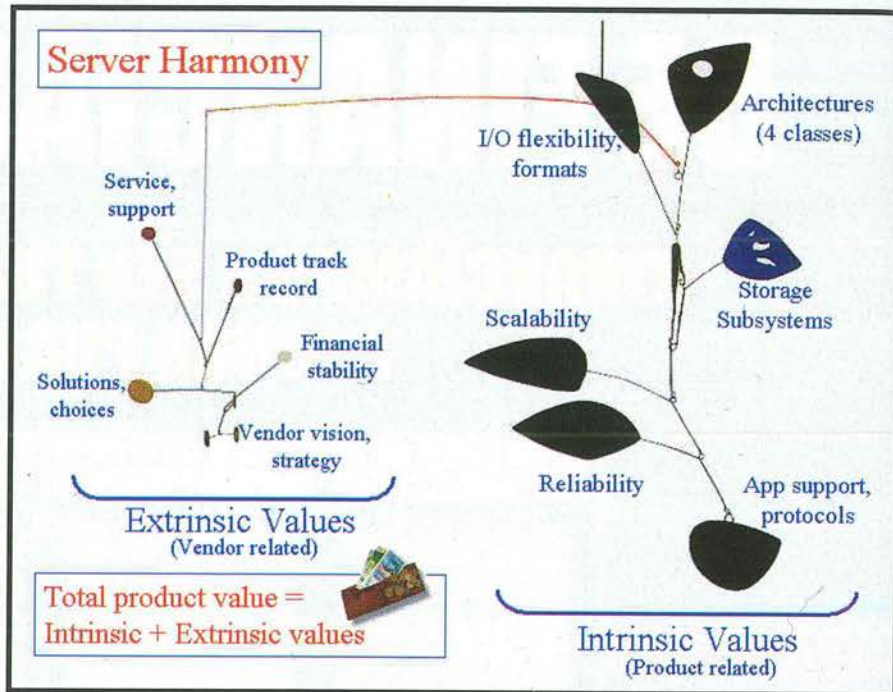 Server Harmony
I/O flexibility,
formats
Architectures
(4 classes)
Service,
support
Product track
record
Storage
Subsystems
Scalability
Financial
stability
Solutions,
choices
Vendor vision,
strategy
Reliability
App support,
protocols
Extrinsic Values
(Vendor related)
Total product value =
Intrinsic + Extrinsic values
Intrinsic Values
(Product related)